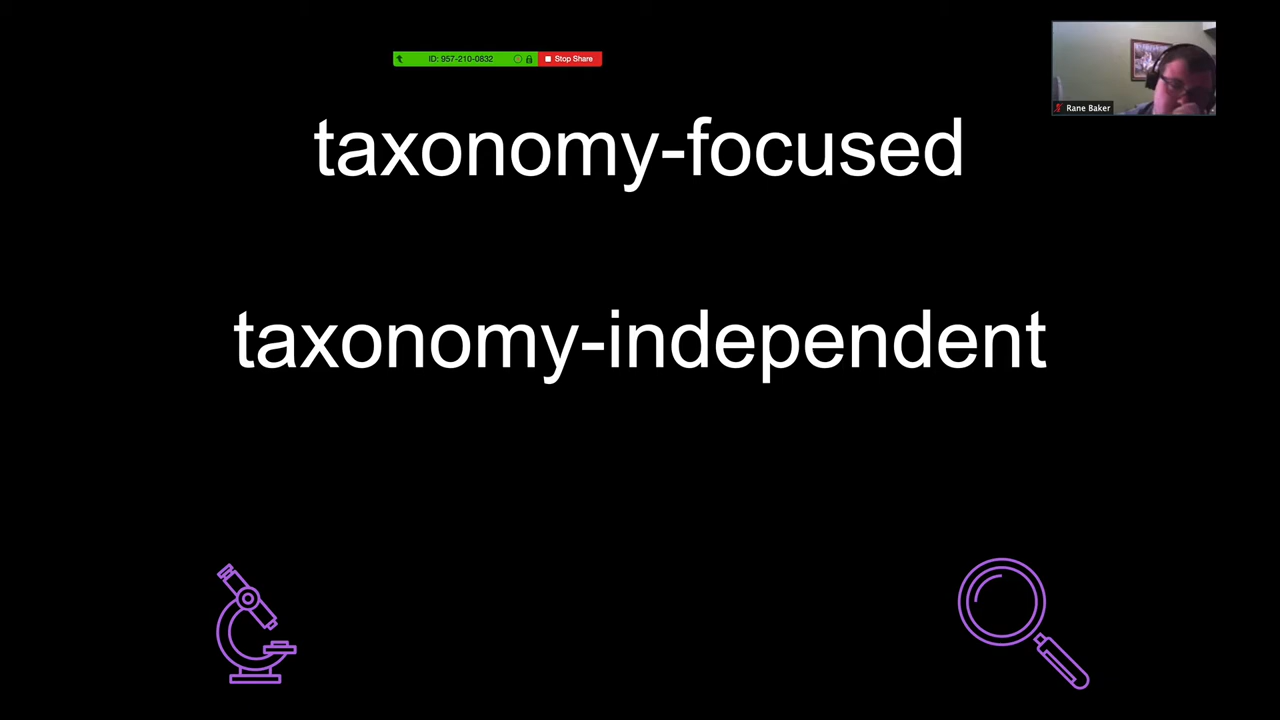 ID: 957-210-0832 Stop Share
Rane Baker
taxonomy-focused
taxonomy-independent